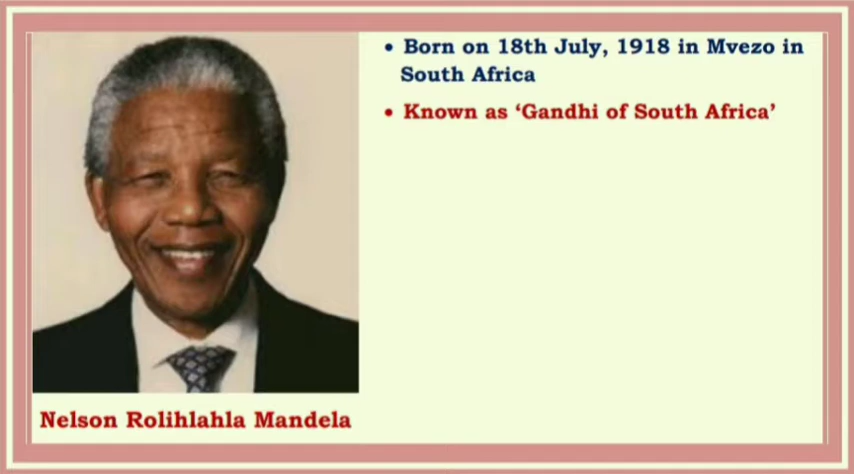 • Born on 18th July, 1918 in Mvezo in
South Africa
• Known as ‘Gandhi of South Africa’
Nelson Rolihlahla Mandela